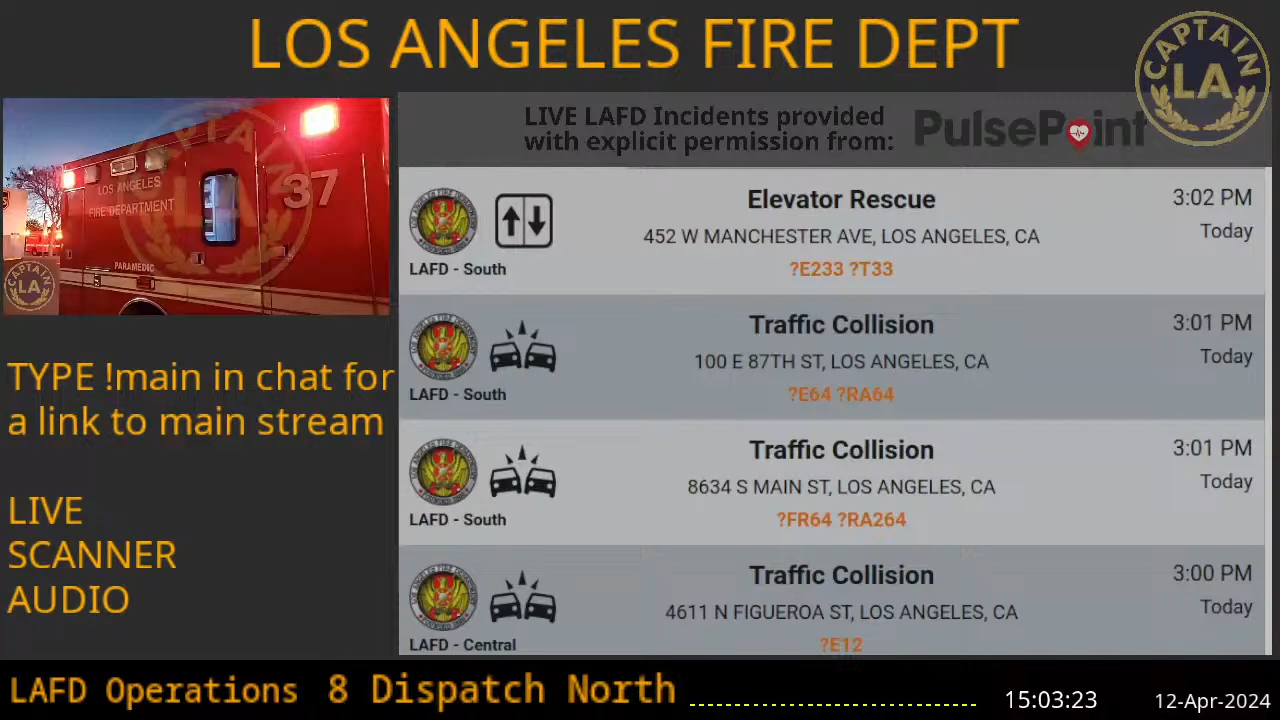 LOS ANGELES FIRE DEPT
CAPTAIN
LA
LIVE LAFD Incidents provided
with explicit permission from:
PulsePoint
LOS ANGELES
FIRE DEPARTMENT
37
PARAMEDIC
CAPTAIN
LA
TYPE !main in chat for
a link to main stream
LIVE
SCANNER
AUDIO
Elevator Rescue
3:02 PM
452 W MANCHESTER AVE, LOS ANGELES, CA
Today
LAFD - South
?E233 ?T33
Traffic Collision
3:01 PM
100 E 87TH ST, LOS ANGELES, CA
Today
LAFD - South
?E64 ?RA64
Traffic Collision
3:01 PM
8634 S MAIN ST, LOS ANGELES, CA
Today
LAFD - South
?FR64 ?RA264
Traffic Collision
3:00 PM
4611 N FIGUEROA ST, LOS ANGELES, CA
Today
LAFD - Central
?E12
LAFD Operations 8 Dispatch North
15:03:23
12-Apr-2024